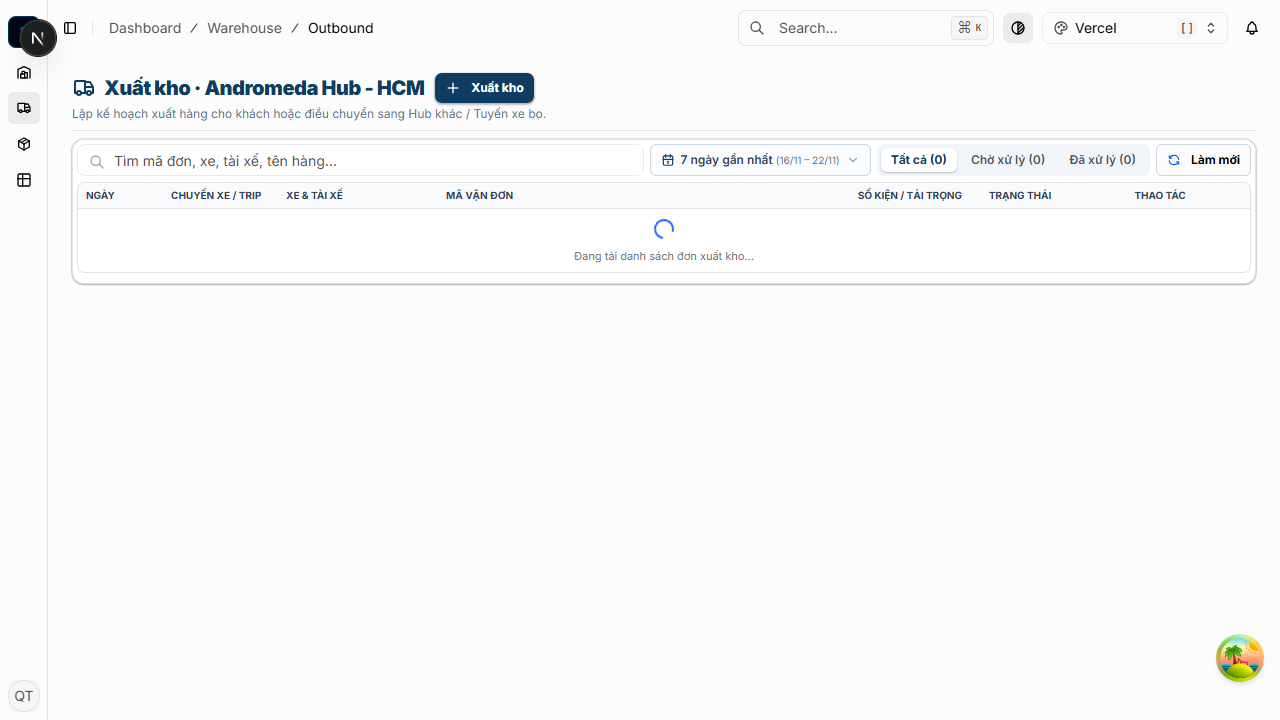 N
Dashboard / Warehouse / Outbound
Search...
⌘ K
Vercel
[ ]
Xuất kho · Andromeda Hub - HCM
+ Xuất kho
Lập kế hoạch xuất hàng cho khách hoặc điều chuyển sang Hub khác / Tuyến xe bo.
Tìm mã đơn, xe, tài xế, tên hàng...
7 ngày gần nhất (16/11 – 22/11)
Tất cả (0)
Chờ xử lý (0)
Đã xử lý (0)
Làm mới
NGÀY
CHUYẾN XE / TRIP
XE & TÀI XẾ
MÃ VẬN ĐƠN
SỐ KIỆN / TẢI TRỌNG
TRẠNG THÁI
THAO TÁC
Đang tải danh sách đơn xuất kho...
QT